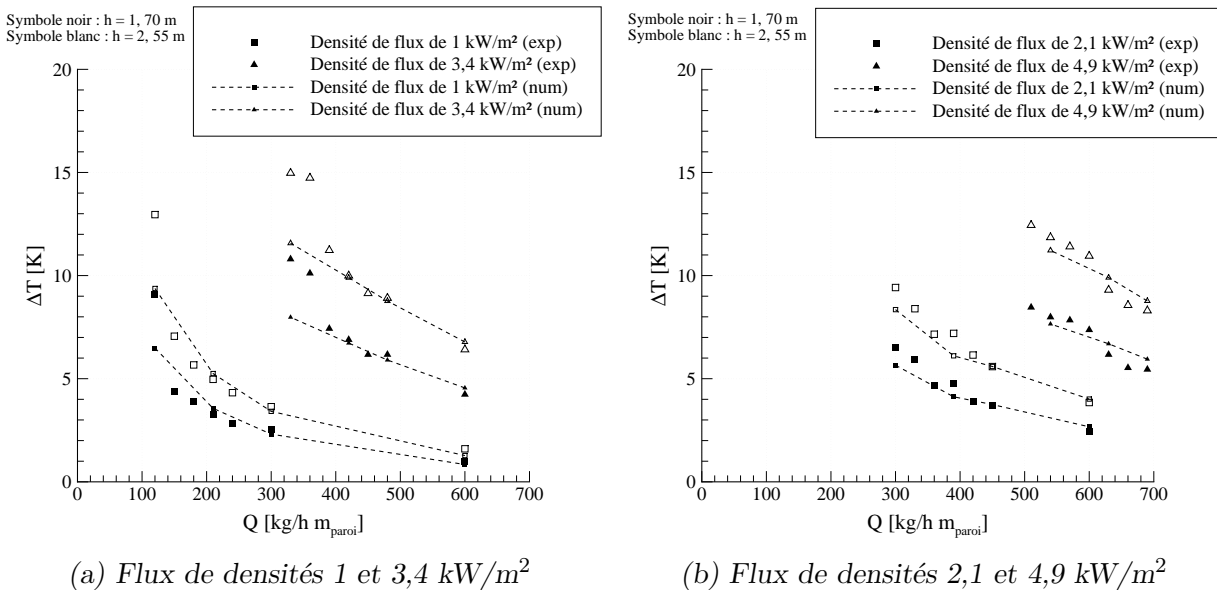 Symbole noir : h = 1, 70 m
Symbole blanc : h = 2, 55 m
Densité de flux de 1 kW/m² (exp)
Densité de flux de 3,4 kW/m² (exp)
Densité de flux de 1 kW/m² (num)
Densité de flux de 3,4 kW/m² (num)
20
15
10
5
0
ΔT [K]
100 200 300 400 500 600 700
Q [kg/h m_paroi]
(a) Flux de densités 1 et 3,4 kW/m²
Symbole noir : h = 1, 70 m
Symbole blanc : h = 2, 55 m
Densité de flux de 2,1 kW/m² (exp)
Densité de flux de 4,9 kW/m² (exp)
Densité de flux de 2,1 kW/m² (num)
Densité de flux de 4,9 kW/m² (num)
20
15
10
5
0
ΔT [K]
0 100 200 300 400 500 600 700
Q [kg/h m_paroi]
(b) Flux de densités 2,1 et 4,9 kW/m²